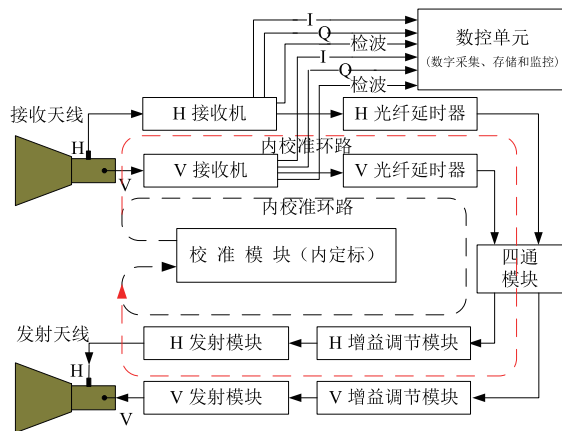 I
Q
检波
I
Q
检波
数控单元
(数字采集、存储和监控)
接收天线
H 接收机
H 光纤延时器
H
内校准环路
V 接收机
V 光纤延时器
V
内校准环路
校 准 模 块（内定标）
四通
模块
发射天线
H 发射模块
H 增益调节模块
H
V 发射模块
V 增益调节模块
V